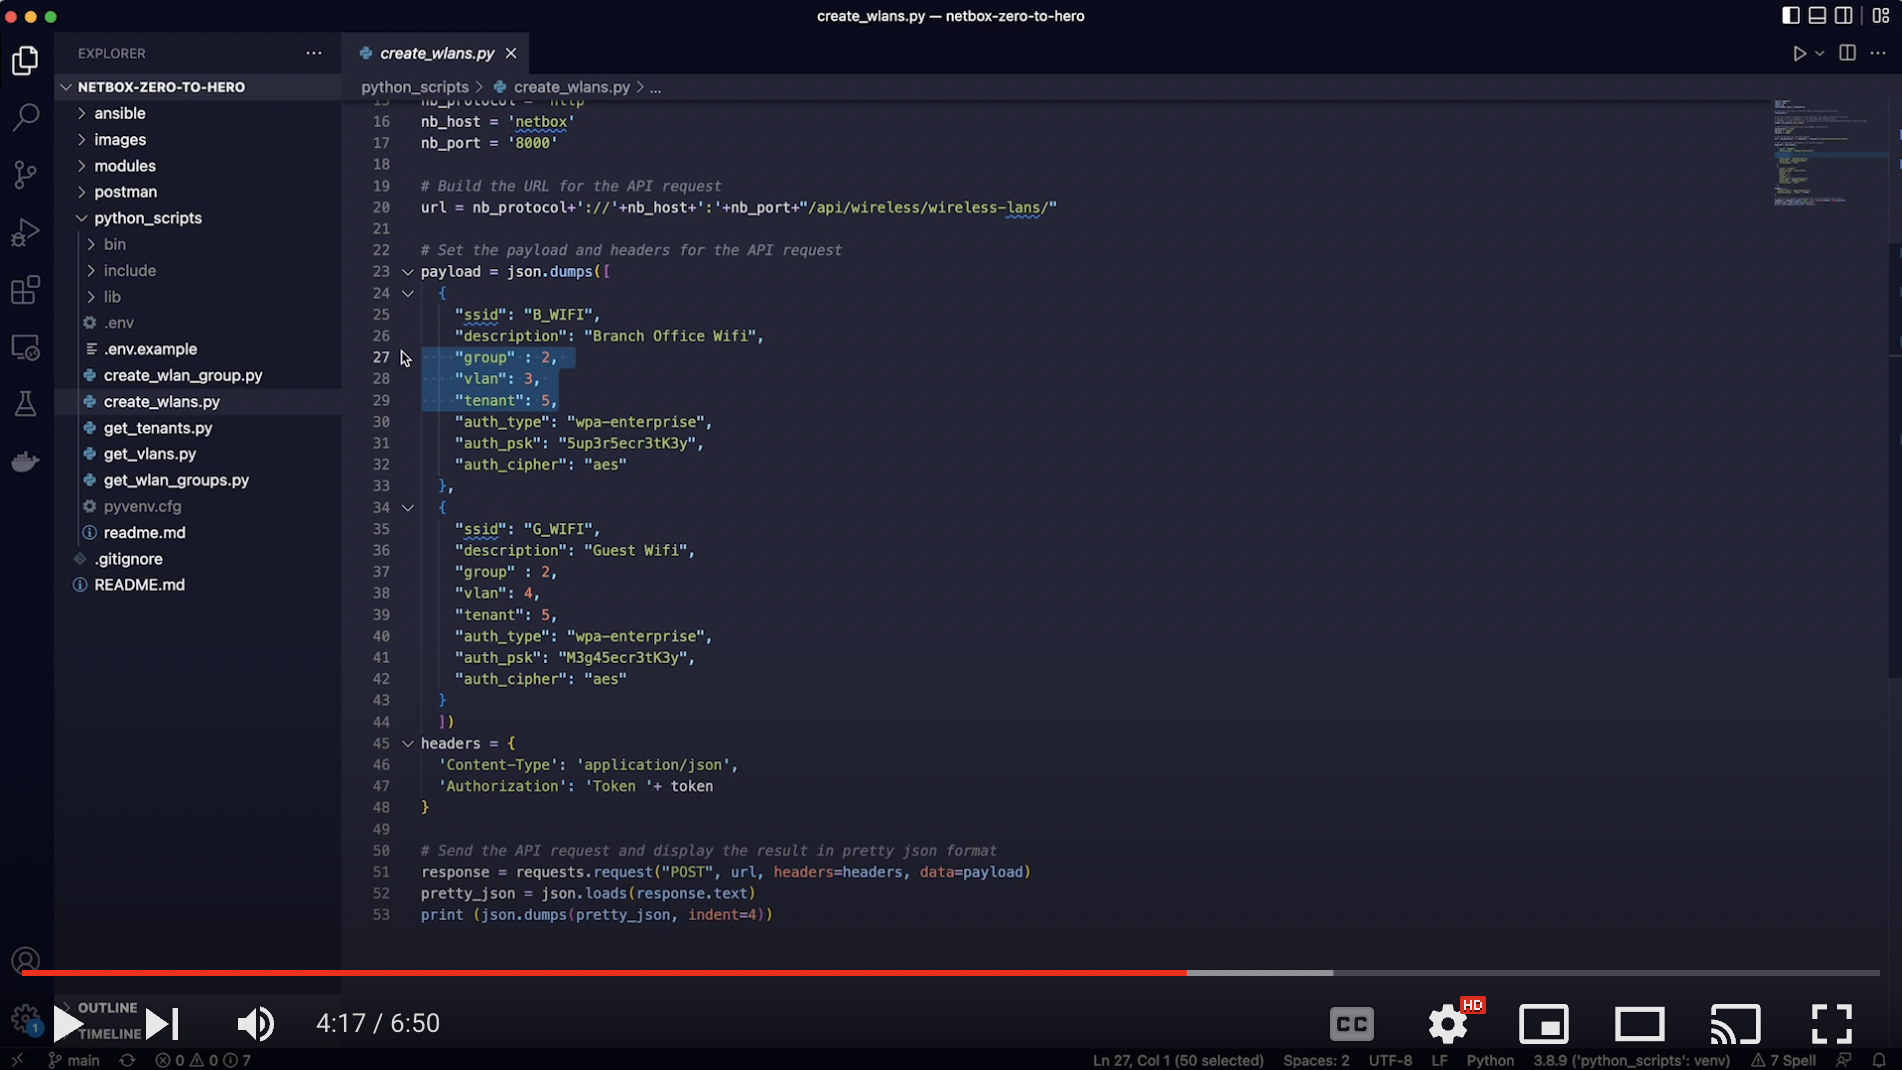 create_wlans.py — netbox-zero-to-hero
EXPLORER
NETBOX-ZERO-TO-HERO
ansible
images
modules
postman
python_scripts
bin
include
lib
.env
.env.example
create_wlan_group.py
create_wlans.py
get_tenants.py
get_vlans.py
get_wlan_groups.py
pyvenv.cfg
readme.md
.gitignore
README.md
OUTLINE
TIMELINE
create_wlans.py
python_scripts > create_wlans.py > ...
15 nb_protocol = 'http'
16 nb_host = 'netbox'
17 nb_port = '8000'
18
19 # Build the URL for the API request
20 url = nb_protocol+'://'+nb_host+':'+nb_port+"/api/wireless/wireless-lans/"
21
22 # Set the payload and headers for the API request
23 payload = json.dumps([
24 {
25 "ssid": "B_WIFI",
26 "description": "Branch Office Wifi",
27 "group" : 2,
28 "vlan": 3,
29 "tenant": 5,
30 "auth_type": "wpa-enterprise",
31 "auth_psk": "5up3r5ecr3tK3y",
32 "auth_cipher": "aes"
33 },
34 {
35 "ssid": "G_WIFI",
36 "description": "Guest Wifi",
37 "group" : 2,
38 "vlan": 4,
39 "tenant": 5,
40 "auth_type": "wpa-enterprise",
41 "auth_psk": "M3g45ecr3tK3y",
42 "auth_cipher": "aes"
43 }
44 ])
45 headers = {
46 'Content-Type': 'application/json',
47 'Authorization': 'Token '+ token
48 }
49
50 # Send the API request and display the result in pretty json format
51 response = requests.request("POST", url, headers=headers, data=payload)
52 pretty_json = json.loads(response.text)
53 print (json.dumps(pretty_json, indent=4))
1
4:17 / 6:50
CC
HD
main 0 0 7
Ln 27, Col 1 (50 selected) Spaces: 2 UTF-8 LF Python 3.8.9 ('python_scripts': venv) 7 Spell